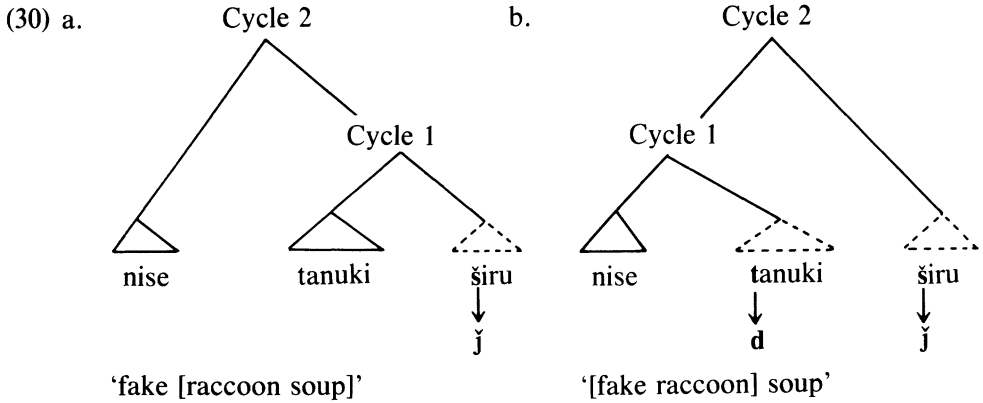 (30) a. Cycle 2 b. Cycle 2
Cycle 1 Cycle 1
nise tanuki širu nise tanuki širu
ǰ d ǰ
‘fake [raccoon soup]’ ‘[fake raccoon] soup’